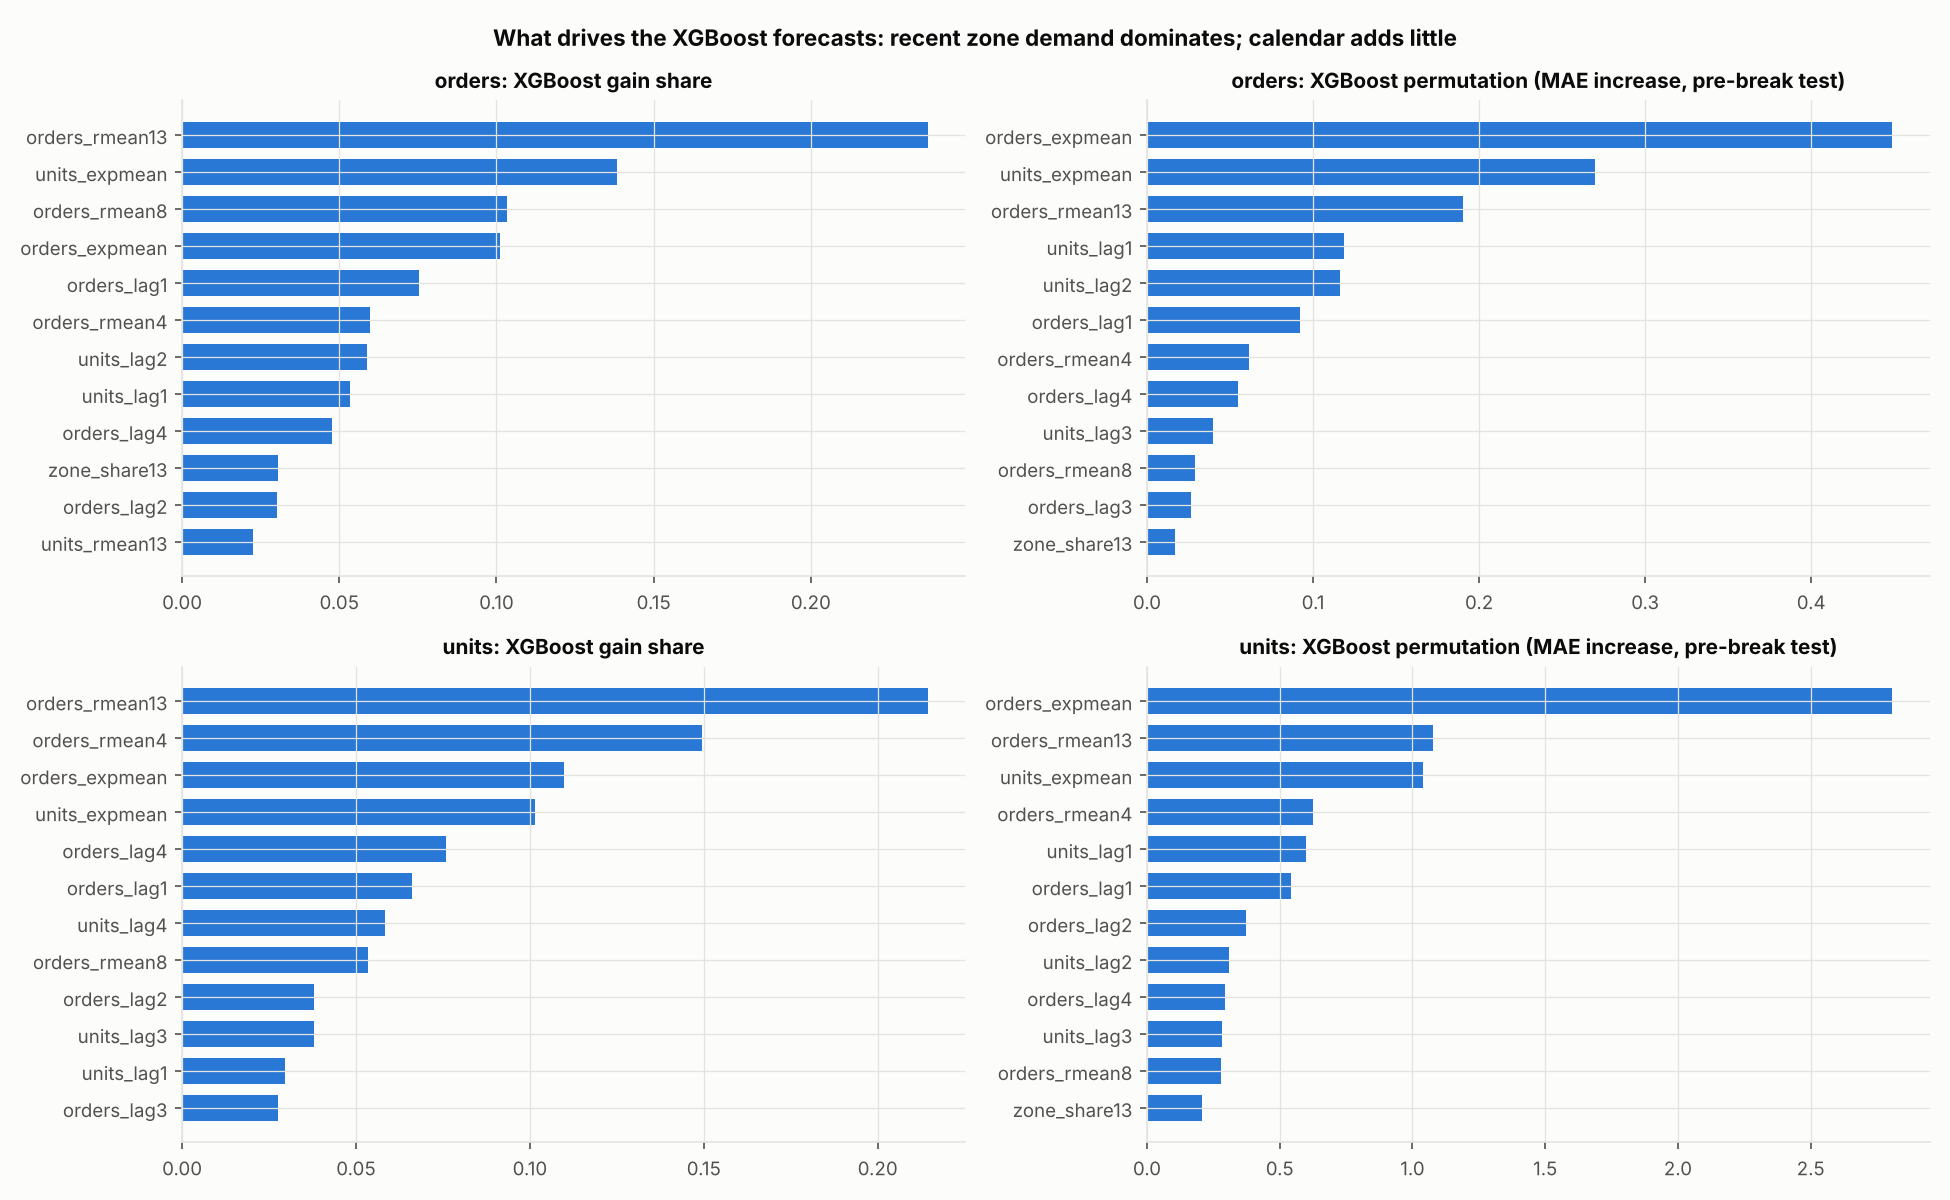 What drives the XGBoost forecasts: recent zone demand dominates; calendar adds little
orders: XGBoost gain share
orders_rmean13
units_expmean
orders_rmean8
orders_expmean
orders_lag1
orders_rmean4
units_lag2
units_lag1
orders_lag4
zone_share13
orders_lag2
units_rmean13
0.00 0.05 0.10 0.15 0.20
orders: XGBoost permutation (MAE increase, pre-break test)
orders_expmean
units_expmean
orders_rmean13
units_lag1
units_lag2
orders_lag1
orders_rmean4
orders_lag4
units_lag3
orders_rmean8
orders_lag3
zone_share13
0.0 0.1 0.2 0.3 0.4
units: XGBoost gain share
orders_rmean13
orders_rmean4
orders_expmean
units_expmean
orders_lag4
orders_lag1
units_lag4
orders_rmean8
orders_lag2
units_lag3
units_lag1
orders_lag3
0.00 0.05 0.10 0.15 0.20
units: XGBoost permutation (MAE increase, pre-break test)
orders_expmean
orders_rmean13
units_expmean
orders_rmean4
units_lag1
orders_lag1
orders_lag2
units_lag2
orders_lag4
units_lag3
orders_rmean8
zone_share13
0.0 0.5 1.0 1.5 2.0 2.5